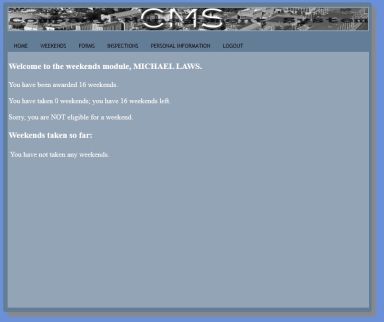 CMS
HOME WEEKENDS FORMS INSPECTIONS PERSONAL INFORMATION LOGOUT
Welcome to the weekends module, MICHAEL LAWS.
You have been awarded 16 weekends.
You have taken 0 weekends; you have 16 weekends left.
Sorry, you are NOT eligible for a weekend.
Weekends taken so far:
You have not taken any weekends.